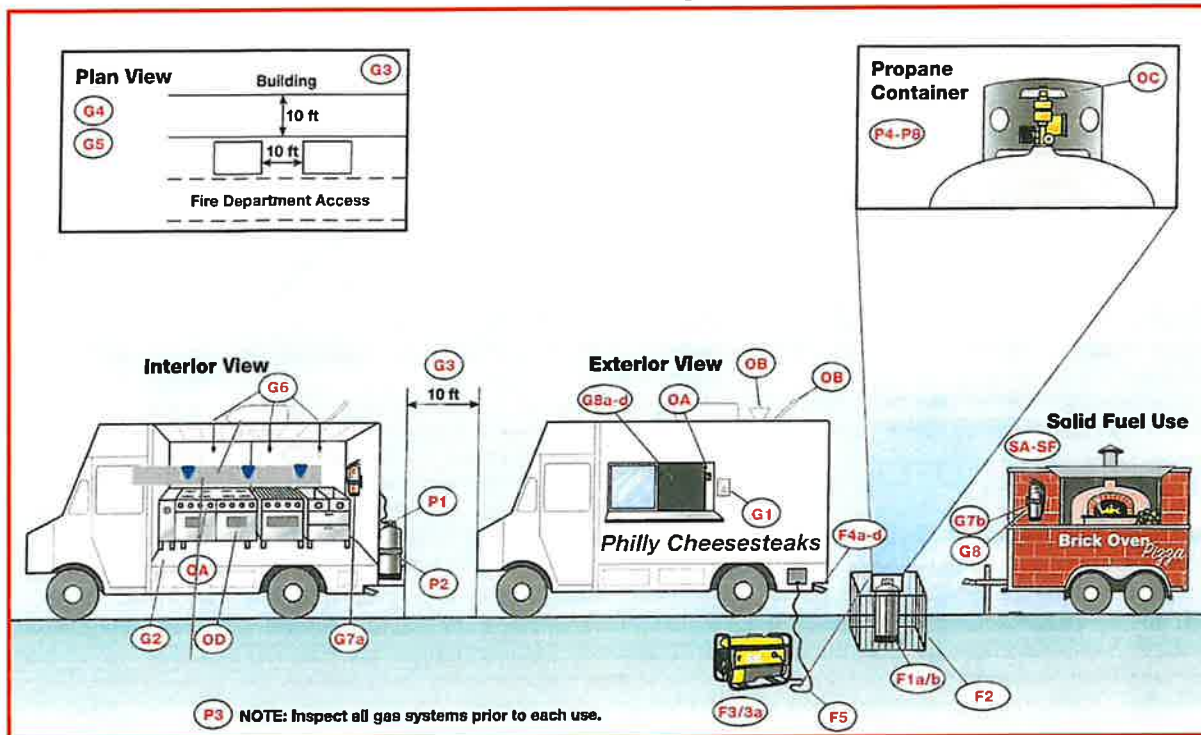 Plan View
Building
G3
G4
10 ft
G5
10 ft
Fire Department Access
Propane
Container
OC
P4-P8
Interior View
G6
G3
10 ft
Exterior View
OB
OB
G8a-d
OA
Solid Fuel Use
SA-SF
P1
G1
G7b
Philly Cheesesteaks
F4a-d
G8
Brick Oven
Pizza
OA
P2
G2
OD
G7a
F1a/b
F2
F3/3a
F5
P3 NOTE: Inspect all gas systems prior to each use.